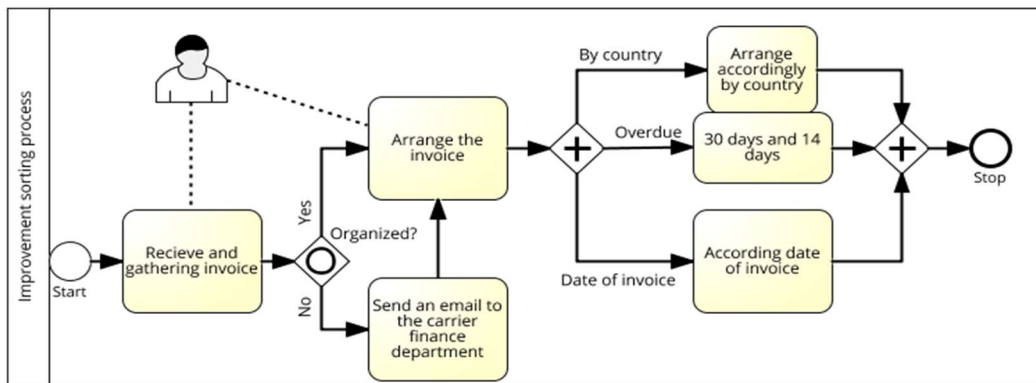 Improvement sorting process
Start
Recieve and
gathering invoice
Organized?
Yes
No
Arrange the
invoice
Send an email to
the carrier
finance
department
By country
Arrange
accordingly
by country
Overdue
30 days and 14
days
Date of invoice
According date
of invoice
Stop